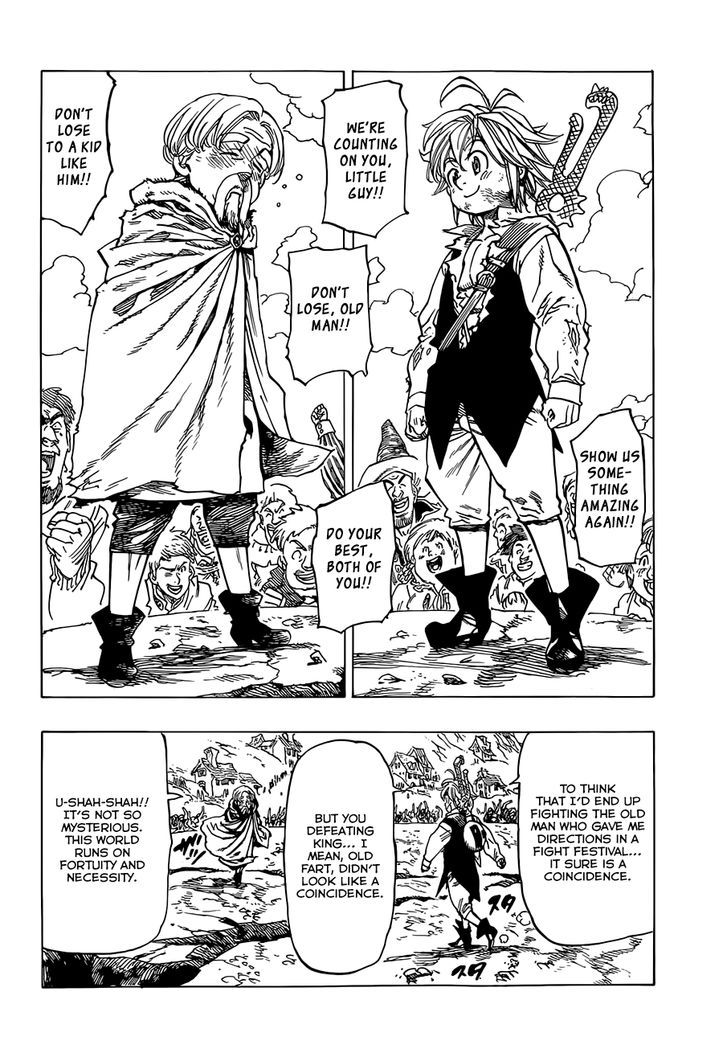 WE'RE
COUNTING
ON YOU,
LITTLE
GUY!!
SHOW US
SOME-
THING
AMAZING
AGAIN!!
DON'T
LOSE, OLD
MAN!!
DO YOUR
BEST,
BOTH OF
YOU!!
DON'T
LOSE
TO A KID
LIKE
HIM!!
TO THINK
THAT I'D END UP
FIGHTING THE OLD
MAN WHO GAVE ME
DIRECTIONS IN A
FIGHT FESTIVAL...
IT SURE IS A
COINCIDENCE.
BUT YOU
DEFEATING
KING... I
MEAN, OLD
FART, DIDN'T
LOOK LIKE A
COINCIDENCE.
U-SHAH-SHAH!!
IT'S NOT SO
MYSTERIOUS.
THIS WORLD
RUNS ON
FORTUITY AND
NECESSITY.